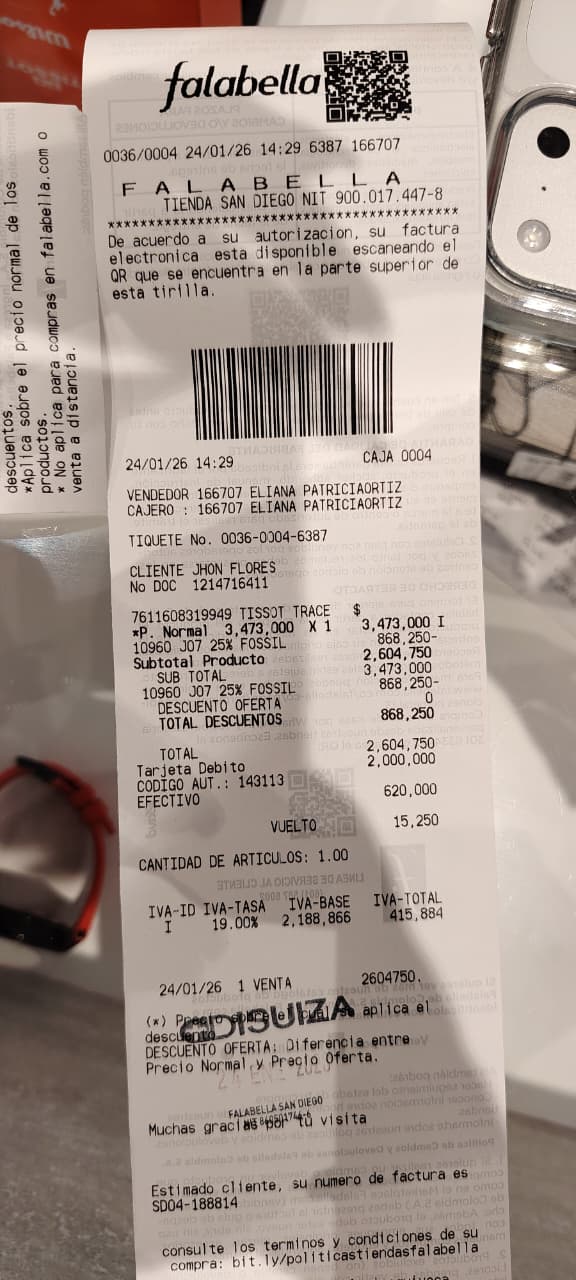 falabella
0036/0004 24/01/26 14:29 6387 166707
F A L A B E L L A
TIENDA SAN DIEGO NIT 900.017.447-8
******************************************
De acuerdo a su autorizacion, su factura
electronica esta disponible escaneando el
QR que se encuentra en la parte superior de
esta tirilla.
24/01/26 14:29 CAJA 0004
VENDEDOR 166707 ELIANA PATRICIAORTIZ
CAJERO : 166707 ELIANA PATRICIAORTIZ
TIQUETE No. 0036-0004-6387
CLIENTE JHON FLORES
No DOC 1214716411
7611608319949 TISSOT TRACE $
*P. Normal 3,473,000 X 1 3,473,000 I
10960 J07 25% FOSSIL 868,250-
Subtotal Producto 2,604,750
SUB TOTAL 3,473,000
10960 J07 25% FOSSIL 868,250-
DESCUENTO OFERTA 0
TOTAL DESCUENTOS 868,250
TOTAL 2,604,750
Tarjeta Debito 2,000,000
CODIGO AUT.: 143113
EFECTIVO 620,000
VUELTO 15,250
CANTIDAD DE ARTICULOS: 1.00
IVA-ID IVA-TASA IVA-BASE IVA-TOTAL
I 19.00% 2,188,866 415,884
24/01/26 1 VENTA 2604750.
(*) Precio sobre el cual se aplica el
descuento
DISUIZA
DESCUENTO OFERTA: Diferencia entre
Precio Normal y Precio Oferta.
FALABELLA SAN DIEGO
Muchas gracias por tu visita
Estimado cliente, su numero de factura es
SD04-188814
consulte los terminos y condiciones de su
compra: bit.ly/politicastiendasfalabella
descuentos.
*Aplica sobre el precio normal de los
productos.
* No aplica para compras en falabella.com o
venta a distancia.